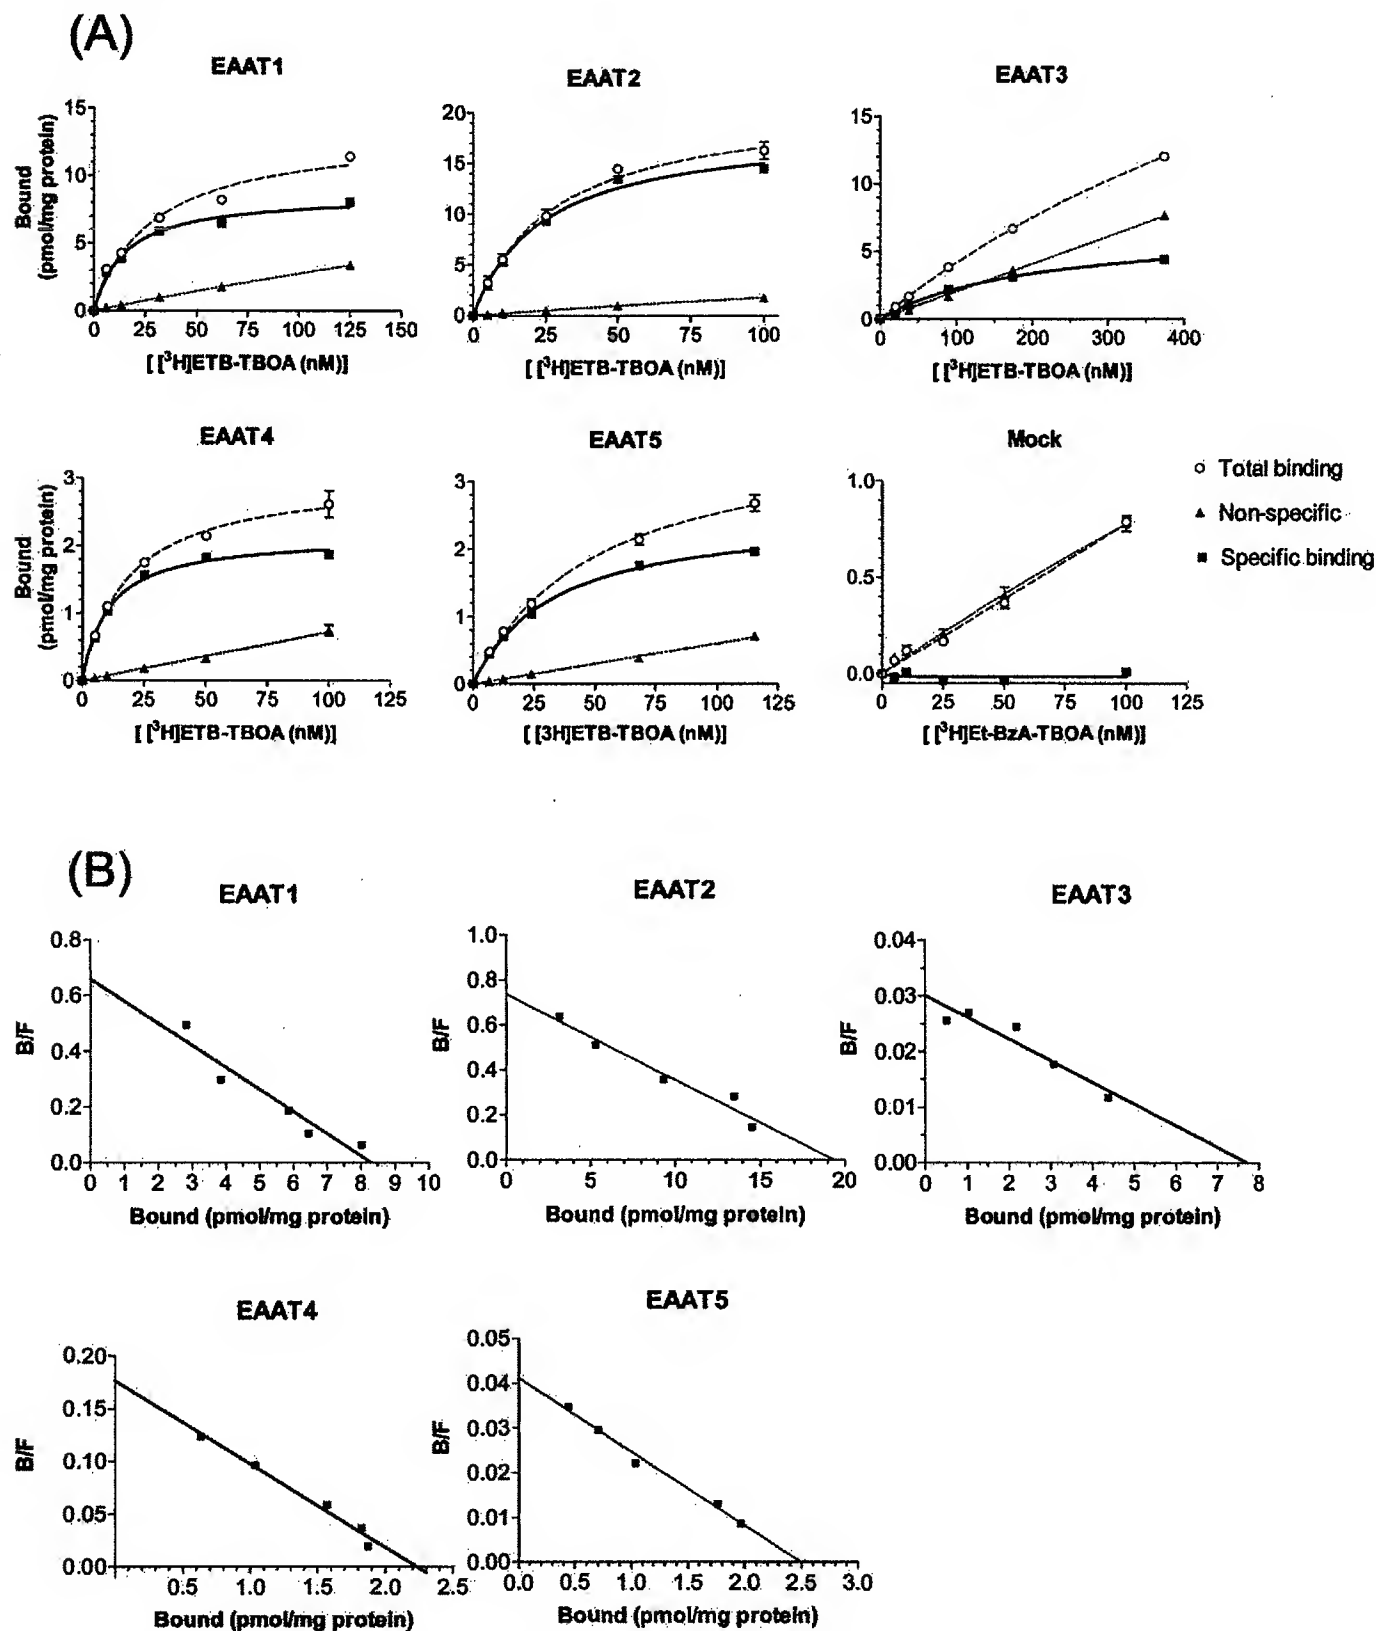 (A)
EAAT1
EAAT2
EAAT3
Bound
(pmol/mg protein)
15
10
5
0
0 25 50 75 100 125 150
[ [³H]ETB-TBOA (nM)]
20
15
10
5
0
0 25 50 75 100
[ [³H]ETB-TBOA (nM)]
15
10
5
0
0 100 200 300 400
[ [³H]ETB-TBOA (nM)]
EAAT4
EAAT5
Mock
Bound
(pmol/mg protein)
3
2
1
0
0 25 50 75 100 125
[ [³H]ETB-TBOA (nM)]
3
2
1
0
0 25 50 75 100 125
[ [3H]ETB-TBOA (nM)]
1.0
0.5
0.0
0 25 50 75 100 125
[ [³H]Et-BzA-TBOA (nM)]
Total binding
Non-specific
Specific binding
(B)
EAAT1
EAAT2
EAAT3
B/F
0.8
0.6
0.4
0.2
0.0
0 1 2 3 4 5 6 7 8 9 10
Bound (pmol/mg protein)
B/F
1.0
0.8
0.6
0.4
0.2
0.0
0 5 10 15 20
Bound (pmol/mg protein)
B/F
0.04
0.03
0.02
0.01
0.00
0 1 2 3 4 5 6 7 8
Bound (pmol/mg protein)
EAAT4
EAAT5
B/F
0.20
0.15
0.10
0.05
0.00
0.5 1.0 1.5 2.0 2.5
Bound (pmol/mg protein)
B/F
0.05
0.04
0.03
0.02
0.01
0.00
0.0 0.5 1.0 1.5 2.0 2.5 3.0
Bound (pmol/mg protein)